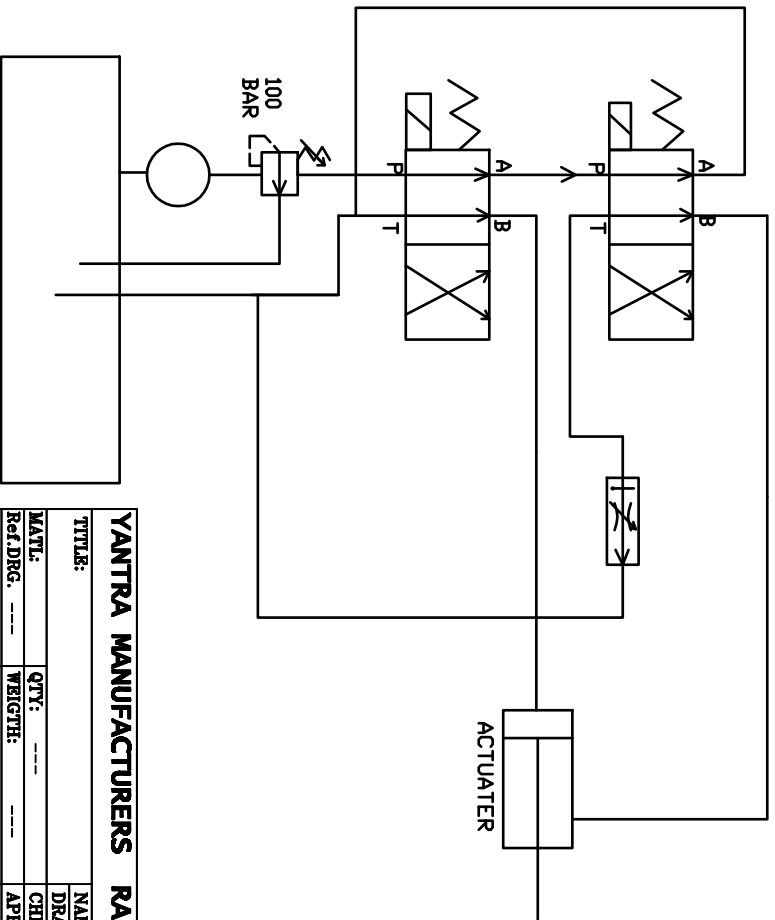 100
BAR
P
A
T
B
P
A
T
B
ACTUATER
YANTRA MANUFACTURERS
TITLE:
MATL:
QTY: ---
Ref.DRG. ---
WEIGTH: ---